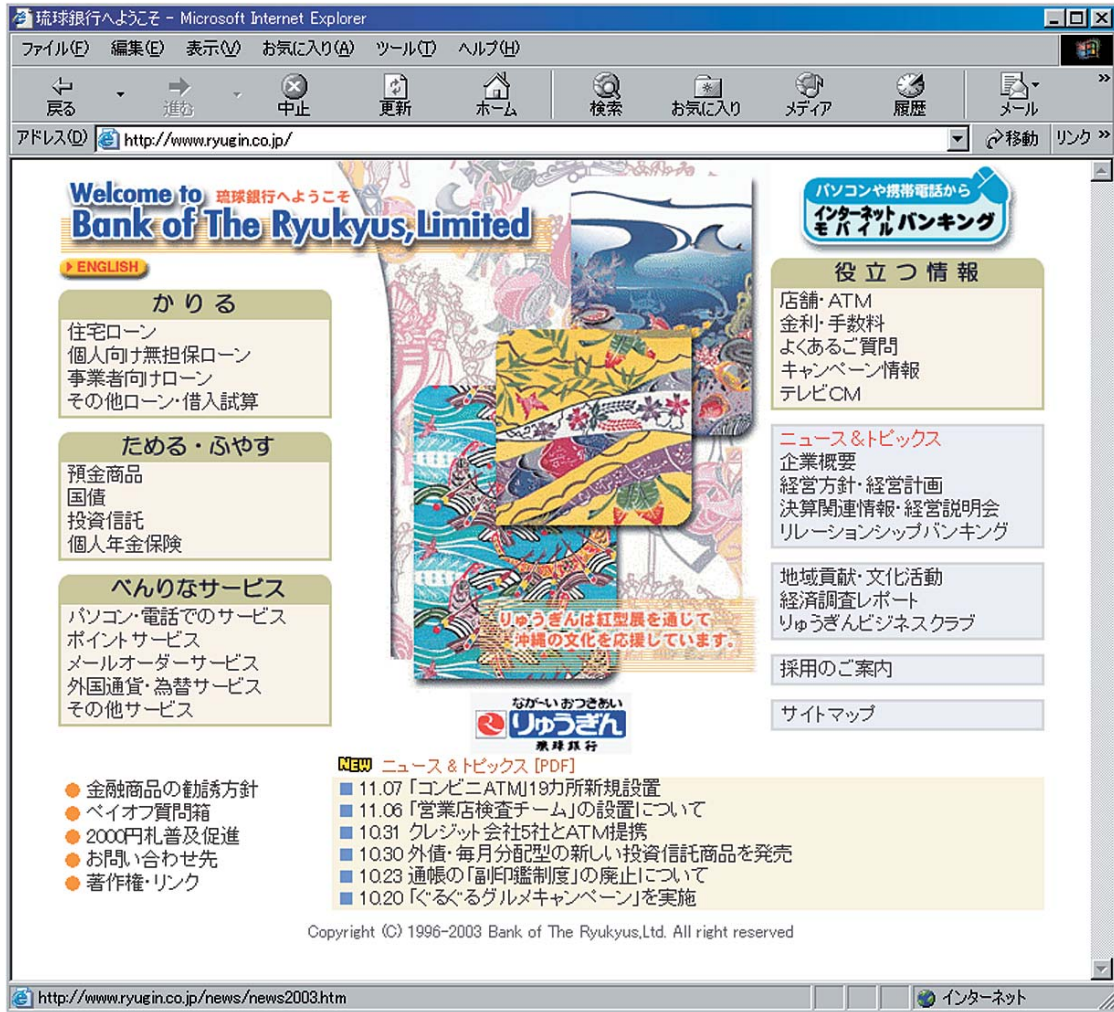 琉球銀行へようこそ - Microsoft Internet Explorer
ファイル(F) 編集(E) 表示(V) お気に入り(A) ツール(T) ヘルプ(H)
戻る 進む 中止 更新 ホーム 検索 お気に入り メディア 履歴 メール »
アドレス(D) http://www.ryugin.co.jp/ 移動 リンク »
Welcome to 琉球銀行へようこそ
Bank of The Ryukyus,Limited
ENGLISH
かりる
住宅ローン
個人向け無担保ローン
事業者向けローン
その他ローン・借入試算
ためる・ふやす
預金商品
国債
投資信託
個人年金保険
べんりなサービス
パソコン・電話でのサービス
ポイントサービス
メールオーダーサービス
外国通貨・為替サービス
その他サービス
りゅうぎんは紅型展を通じて
沖縄の文化を応援しています。
ながーいおつきあい
りゅうぎん
琉球銀行
パソコンや携帯電話から
インターネット
モバイル バンキング
役立つ情報
店舗・ATM
金利・手数料
よくあるご質問
キャンペーン情報
テレビCM
ニュース&トピックス
企業概要
経営方針・経営計画
決算関連情報・経営説明会
リレーションシップバンキング
地域貢献・文化活動
経済調査レポート
りゅうぎんビジネスクラブ
採用のご案内
サイトマップ
金融商品の勧誘方針
ペイオフ質問箱
2000円札普及促進
お問い合わせ先
著作権・リンク
NEW ニュース&トピックス [PDF]
11.07 「コンビニATM」19カ所新規設置
11.06 「営業店検査チーム」の設置について
10.31 クレジット会社5社とATM提携
10.30 外債・毎月分配型の新しい投資信託商品を発売
10.23 通帳の「副印鑑制度」の廃止について
10.20 「ぐるぐるグルメキャンペーン」を実施
Copyright (C) 1996-2003 Bank of The Ryukyus,Ltd. All right reserved
http://www.ryugin.co.jp/news/news2003.htm インターネット